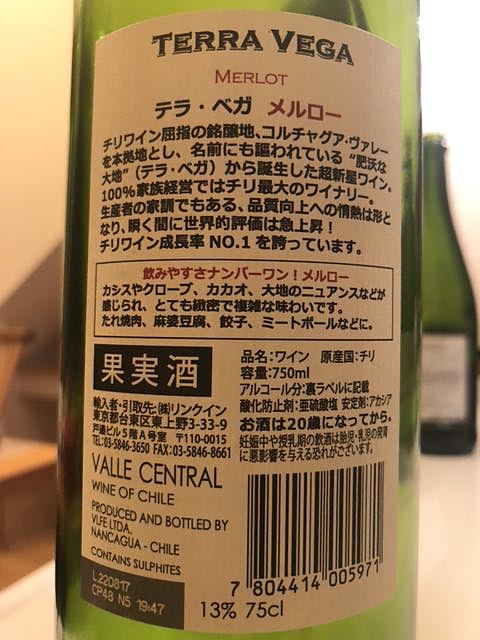 TERRA VEGA
MERLOT
テラ・ベガ メルロー
チリワイン屈指の銘醸地、コルチャグア・ヴァレー
を本拠地とし、名前にも謳われている“肥沃な
大地”（テラ・ベガ）から誕生した超新星ワイン。
100%家族経営ではチリ最大のワイナリー。
生産者の家訓でもある、品質向上への情熱は形と
なり、瞬く間に世界的評価は急上昇！
チリワイン成長率NO.1を誇っています。
飲みやすさナンバーワン！メルロー
カシスやクローブ、カカオ、大地のニュアンスなどが
感じられ、とても緻密で複雑な味わいです。
たれ焼肉、麻婆豆腐、餃子、ミートボールなどに。
果実酒
輸入者・引取先:㈱リンクイン
東京都台東区東上野3-33-9
戸邊ビル5階A号室 〒110-0015
TEL:03-5846-3650 FAX:03-5846-8661
品名:ワイン 原産国:チリ
容量:750ml
アルコール分:裏ラベルに記載
酸化防止剤:亜硫酸塩 安定剤:アカシア
お酒は20歳になってから。
妊娠中や授乳期の飲酒は胎児・乳児の発育
に悪影響を与える恐れがございます。
VALLE CENTRAL
WINE OF CHILE
PRODUCED AND BOTTLED BY
VLFE LTDA.
NANCAGUA - CHILE
CONTAINS SULPHITES
L220817
CP48 N5 19:47
7 804414 005971
13% 75cl